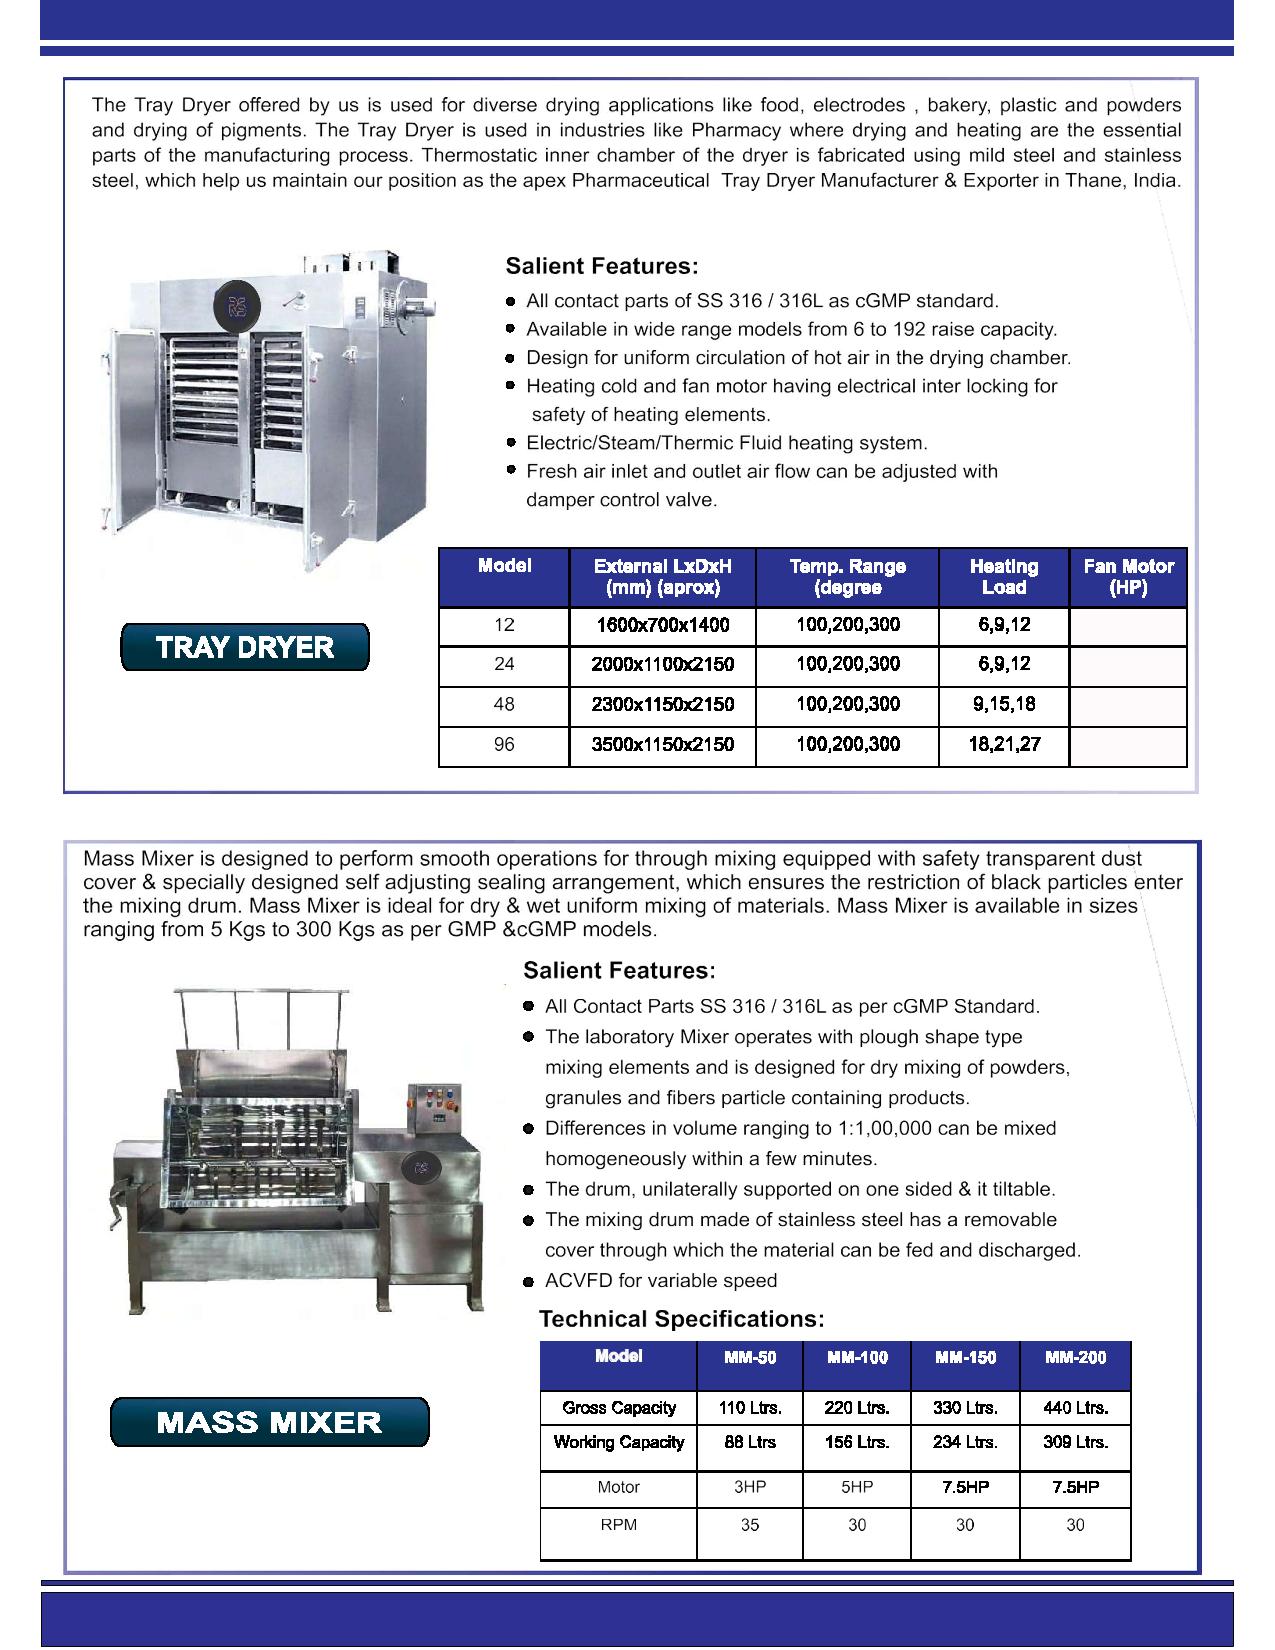 The Tray Dryer offered by us is used for diverse drying applications like food, electrodes , bakery, plastic and powders
and drying of pigments. The Tray Dryer is used in industries like Pharmacy where drying and heating are the essential
parts of the manufacturing process. Thermostatic inner chamber of the dryer is fabricated using mild steel and stainless
steel, which help us maintain our position as the apex Pharmaceutical Tray Dryer Manufacturer & Exporter in Thane, India.
Salient Features:
● All contact parts of SS 316 / 316L as cGMP standard.
● Available in wide range models from 6 to 192 raise capacity.
● Design for uniform circulation of hot air in the drying chamber.
● Heating cold and fan motor having electrical inter locking for
safety of heating elements.
● Electric/Steam/Thermic Fluid heating system.
● Fresh air inlet and outlet air flow can be adjusted with
damper control valve.
TRAY DRYER
Model External LxDxH (mm) (aprox) Temp. Range (degree Heating Load Fan Motor (HP)
12 1600x700x1400 100,200,300 6,9,12
24 2000x1100x2150 100,200,300 6,9,12
48 2300x1150x2150 100,200,300 9,15,18
96 3500x1150x2150 100,200,300 18,21,27
Mass Mixer is designed to perform smooth operations for through mixing equipped with safety transparent dust
cover & specially designed self adjusting sealing arrangement, which ensures the restriction of black particles enter
the mixing drum. Mass Mixer is ideal for dry & wet uniform mixing of materials. Mass Mixer is available in sizes
ranging from 5 Kgs to 300 Kgs as per GMP &cGMP models.
Salient Features:
● All Contact Parts SS 316 / 316L as per cGMP Standard.
● The laboratory Mixer operates with plough shape type
mixing elements and is designed for dry mixing of powders,
granules and fibers particle containing products.
● Differences in volume ranging to 1:1,00,000 can be mixed
homogeneously within a few minutes.
● The drum, unilaterally supported on one sided & it tiltable.
● The mixing drum made of stainless steel has a removable
cover through which the material can be fed and discharged.
● ACVFD for variable speed
MASS MIXER
Technical Specifications:
Model MM-50 MM-100 MM-150 MM-200
Gross Capacity 110 Ltrs. 220 Ltrs. 330 Ltrs. 440 Ltrs.
Working Capacity 88 Ltrs 156 Ltrs. 234 Ltrs. 309 Ltrs.
Motor 3HP 5HP 7.5HP 7.5HP
RPM 35 30 30 30